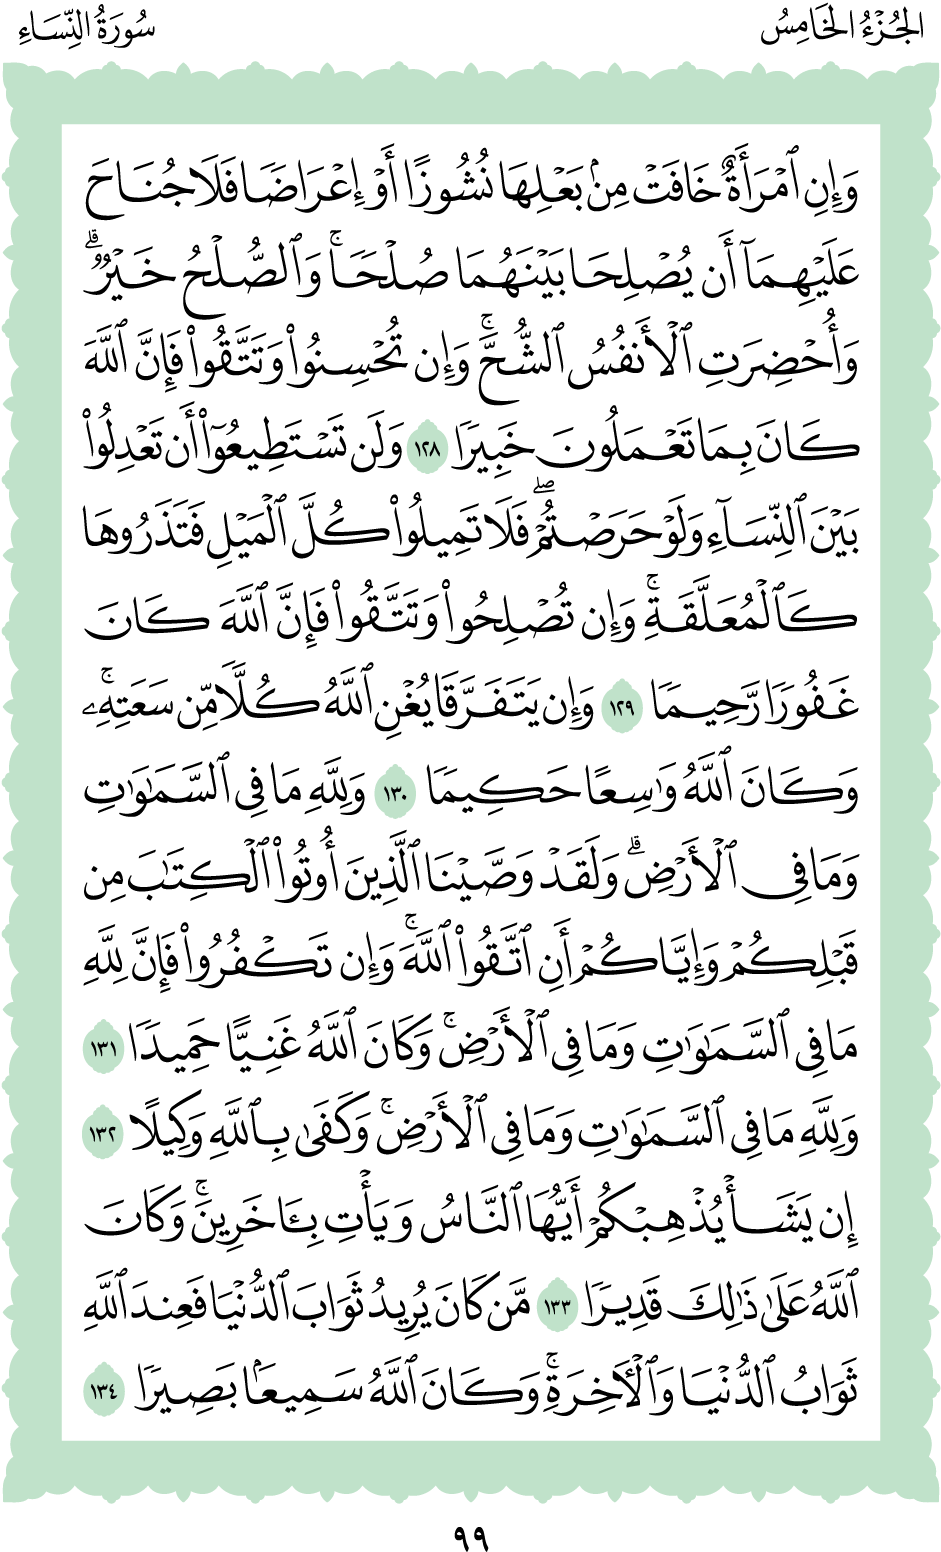 الجُزْءُ الخَامِسُ
سُورَةُ النِّسَاءِ
وَإِنِ ٱمْرَأَةٌ خَافَتْ مِنۢ بَعْلِهَا نُشُوزًا أَوْ إِعْرَاضًا فَلَا جُنَاحَ
عَلَيْهِمَآ أَن يُصْلِحَا بَيْنَهُمَا صُلْحًاۚ وَٱلصُّلْحُ خَيْرٌۗ
وَأُحْضِرَتِ ٱلْأَنفُسُ ٱلشُّحَّۚ وَإِن تُحْسِنُوا۟ وَتَتَّقُوا۟ فَإِنَّ ٱللَّهَ
كَانَ بِمَا تَعْمَلُونَ خَبِيرًا ١٢٨ وَلَن تَسْتَطِيعُوٓا۟ أَن تَعْدِلُوا۟
بَيْنَ ٱلنِّسَآءِ وَلَوْ حَرَصْتُمْۖ فَلَا تَمِيلُوا۟ كُلَّ ٱلْمَيْلِ فَتَذَرُوهَا
كَٱلْمُعَلَّقَةِۚ وَإِن تُصْلِحُوا۟ وَتَتَّقُوا۟ فَإِنَّ ٱللَّهَ كَانَ
غَفُورًا رَّحِيمًا ١٢٩ وَإِن يَتَفَرَّقَا يُغْنِ ٱللَّهُ كُلًّا مِّن سَعَتِهِۦۚ
وَكَانَ ٱللَّهُ وَٰسِعًا حَكِيمًا ١٣٠ وَلِلَّهِ مَا فِى ٱلسَّمَٰوَٰتِ
وَمَا فِى ٱلْأَرْضِۗ وَلَقَدْ وَصَّيْنَا ٱلَّذِينَ أُوتُوا۟ ٱلْكِتَٰبَ مِن
قَبْلِكُمْ وَإِيَّاكُمْ أَنِ ٱتَّقُوا۟ ٱللَّهَۚ وَإِن تَكْفُرُوا۟ فَإِنَّ لِلَّهِ
مَا فِى ٱلسَّمَٰوَٰتِ وَمَا فِى ٱلْأَرْضِۚ وَكَانَ ٱللَّهُ غَنِيًّا حَمِيدًا ١٣١
وَلِلَّهِ مَا فِى ٱلسَّمَٰوَٰتِ وَمَا فِى ٱلْأَرْضِۚ وَكَفَىٰ بِٱللَّهِ وَكِيلًا ١٣٢
إِن يَشَأْ يُذْهِبْكُمْ أَيُّهَا ٱلنَّاسُ وَيَأْتِ بِـَٔاخَرِينَۚ وَكَانَ
ٱللَّهُ عَلَىٰ ذَٰلِكَ قَدِيرًا ١٣٣ مَّن كَانَ يُرِيدُ ثَوَابَ ٱلدُّنْيَا فَعِندَ ٱللَّهِ
ثَوَابُ ٱلدُّنْيَا وَٱلْـَٔاخِرَةِۚ وَكَانَ ٱللَّهُ سَمِيعًۢا بَصِيرًا ١٣٤
٩٩